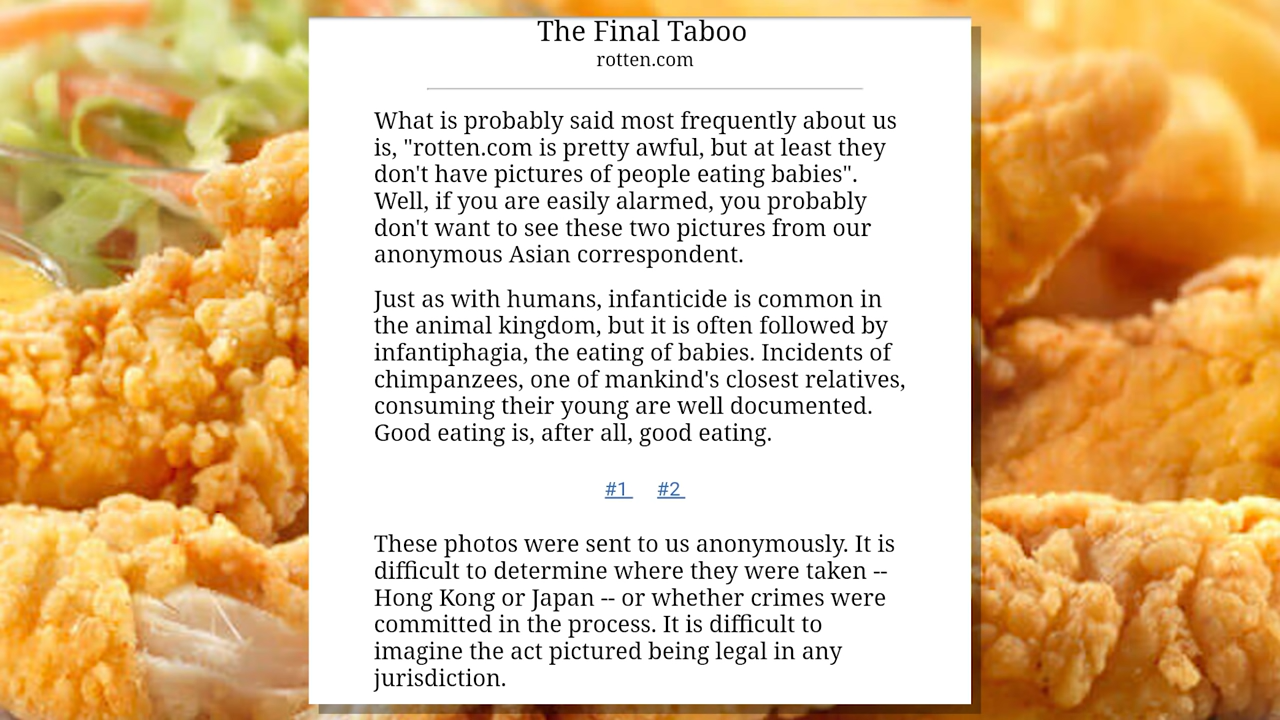 The Final Taboo
rotten.com
What is probably said most frequently about us
is, "rotten.com is pretty awful, but at least they
don't have pictures of people eating babies".
Well, if you are easily alarmed, you probably
don't want to see these two pictures from our
anonymous Asian correspondent.
Just as with humans, infanticide is common in
the animal kingdom, but it is often followed by
infantiphagia, the eating of babies. Incidents of
chimpanzees, one of mankind's closest relatives,
consuming their young are well documented.
Good eating is, after all, good eating.
#1 #2
These photos were sent to us anonymously. It is
difficult to determine where they were taken --
Hong Kong or Japan -- or whether crimes were
committed in the process. It is difficult to
imagine the act pictured being legal in any
jurisdiction.